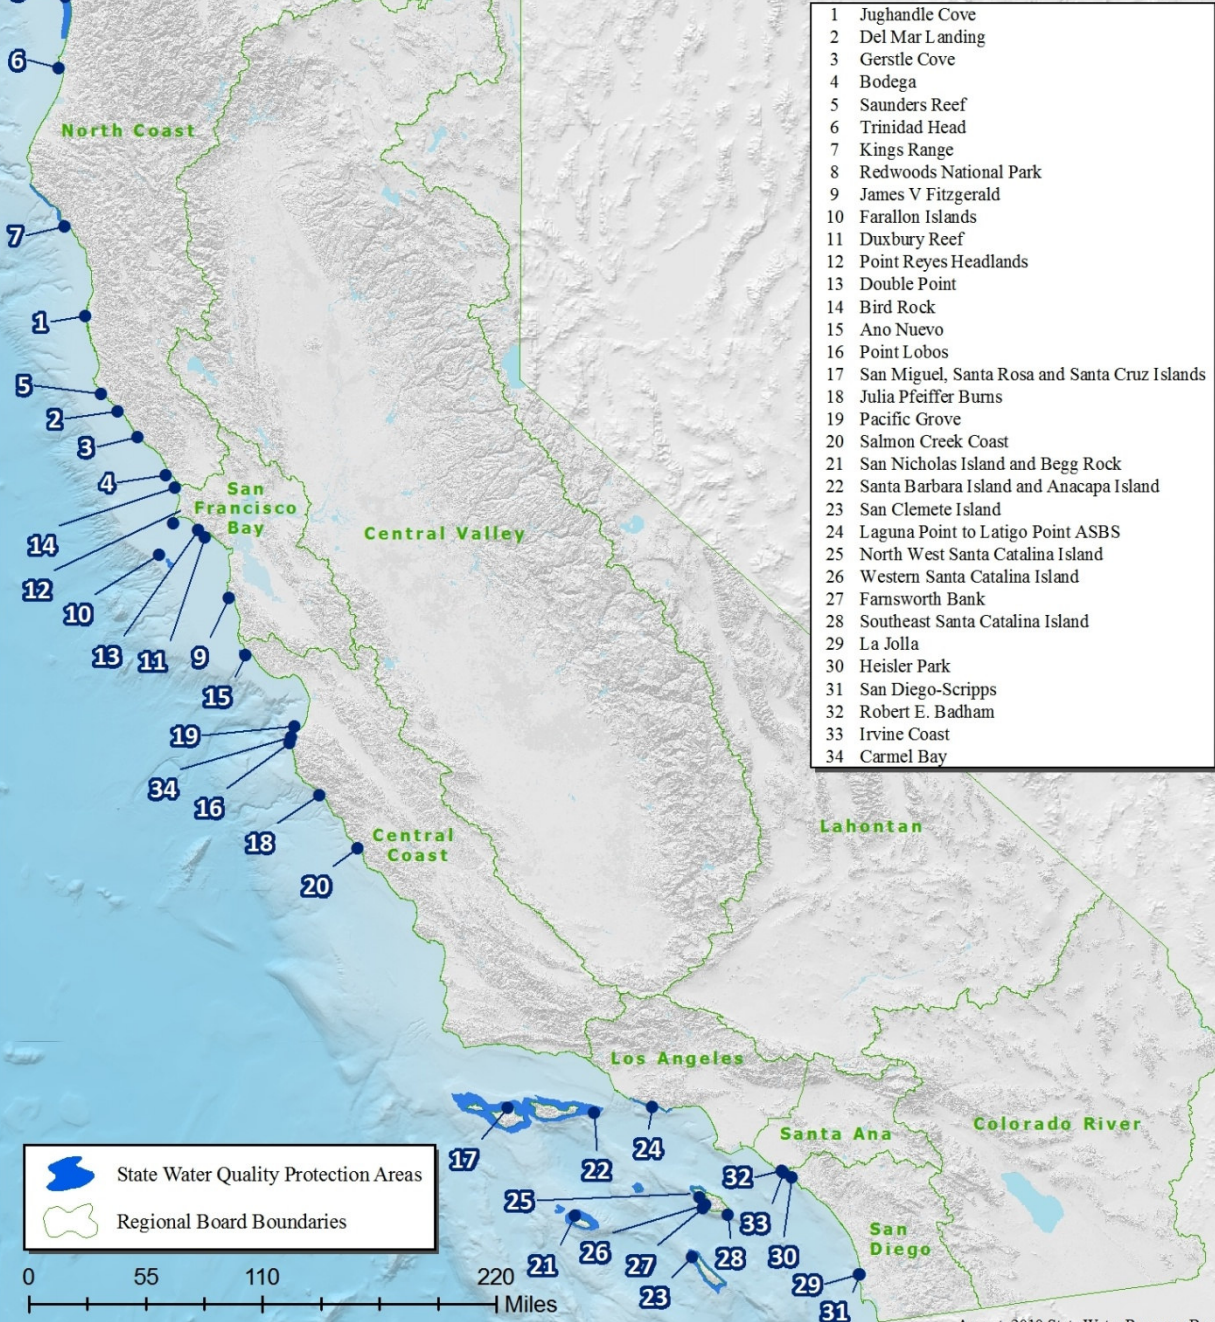 1 Jughandle Cove
2 Del Mar Landing
3 Gerstle Cove
4 Bodega
5 Saunders Reef
6 Trinidad Head
7 Kings Range
8 Redwoods National Park
9 James V Fitzgerald
10 Farallon Islands
11 Duxbury Reef
12 Point Reyes Headlands
13 Double Point
14 Bird Rock
15 Ano Nuevo
16 Point Lobos
17 San Miguel, Santa Rosa and Santa Cruz Islands
18 Julia Pfeiffer Burns
19 Pacific Grove
20 Salmon Creek Coast
21 San Nicholas Island and Begg Rock
22 Santa Barbara Island and Anacapa Island
23 San Clemete Island
24 Laguna Point to Latigo Point ASBS
25 North West Santa Catalina Island
26 Western Santa Catalina Island
27 Farnsworth Bank
28 Southeast Santa Catalina Island
29 La Jolla
30 Heisler Park
31 San Diego-Scripps
32 Robert E. Badham
33 Irvine Coast
34 Carmel Bay
6
North Coast
7
1
5
2
3
4
San
Francisco
Bay
Central Valley
14
12
10
13
11
9
15
19
34
16
18
Central
Coast
20
Lahontan
Los Angeles
Colorado River
Santa Ana
17
22
24
32
25
33
21
26
27
28
30
23
San
Diego
29
31
State Water Quality Protection Areas
Regional Board Boundaries
0 55 110 220
Miles